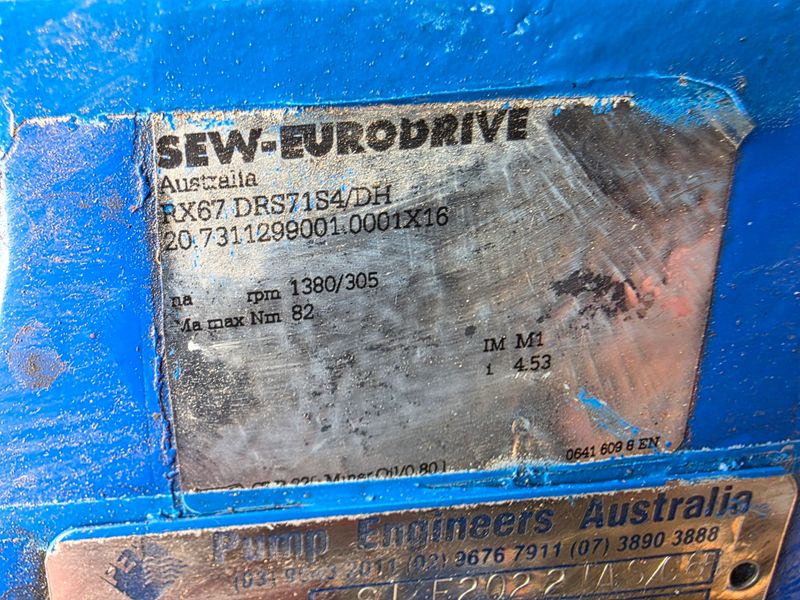 SEW-EURODRIVE
Australia
RX67 DRS71S4/DH
20.7311299001.0001X16
na rpm 1380/305
Ma max Nm 82
IM M1
i 4.53
0641 609 8 EN
Pump Engineers Australia
2011 (02) 9676 7911 (07) 3890 3888